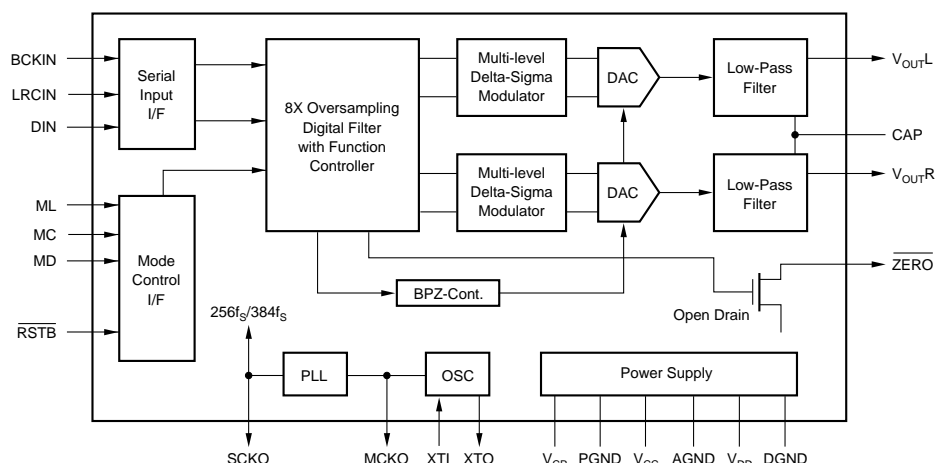 BCKIN
LRCIN
DIN
Serial
Input
I/F
8X Oversampling
Digital Filter
with Function
Controller
Multi-level
Delta-Sigma
Modulator
DAC
Low-Pass
Filter
VOUTL
CAP
Multi-level
Delta-Sigma
Modulator
DAC
Low-Pass
Filter
VOUTR
ML
MC
MD
RSTB
Mode
Control
I/F
BPZ-Cont.
Open Drain
ZERO
256fS/384fS
PLL
OSC
Power Supply
SCKO
MCKO
XTI
XTO
PGND
AGND
DGND